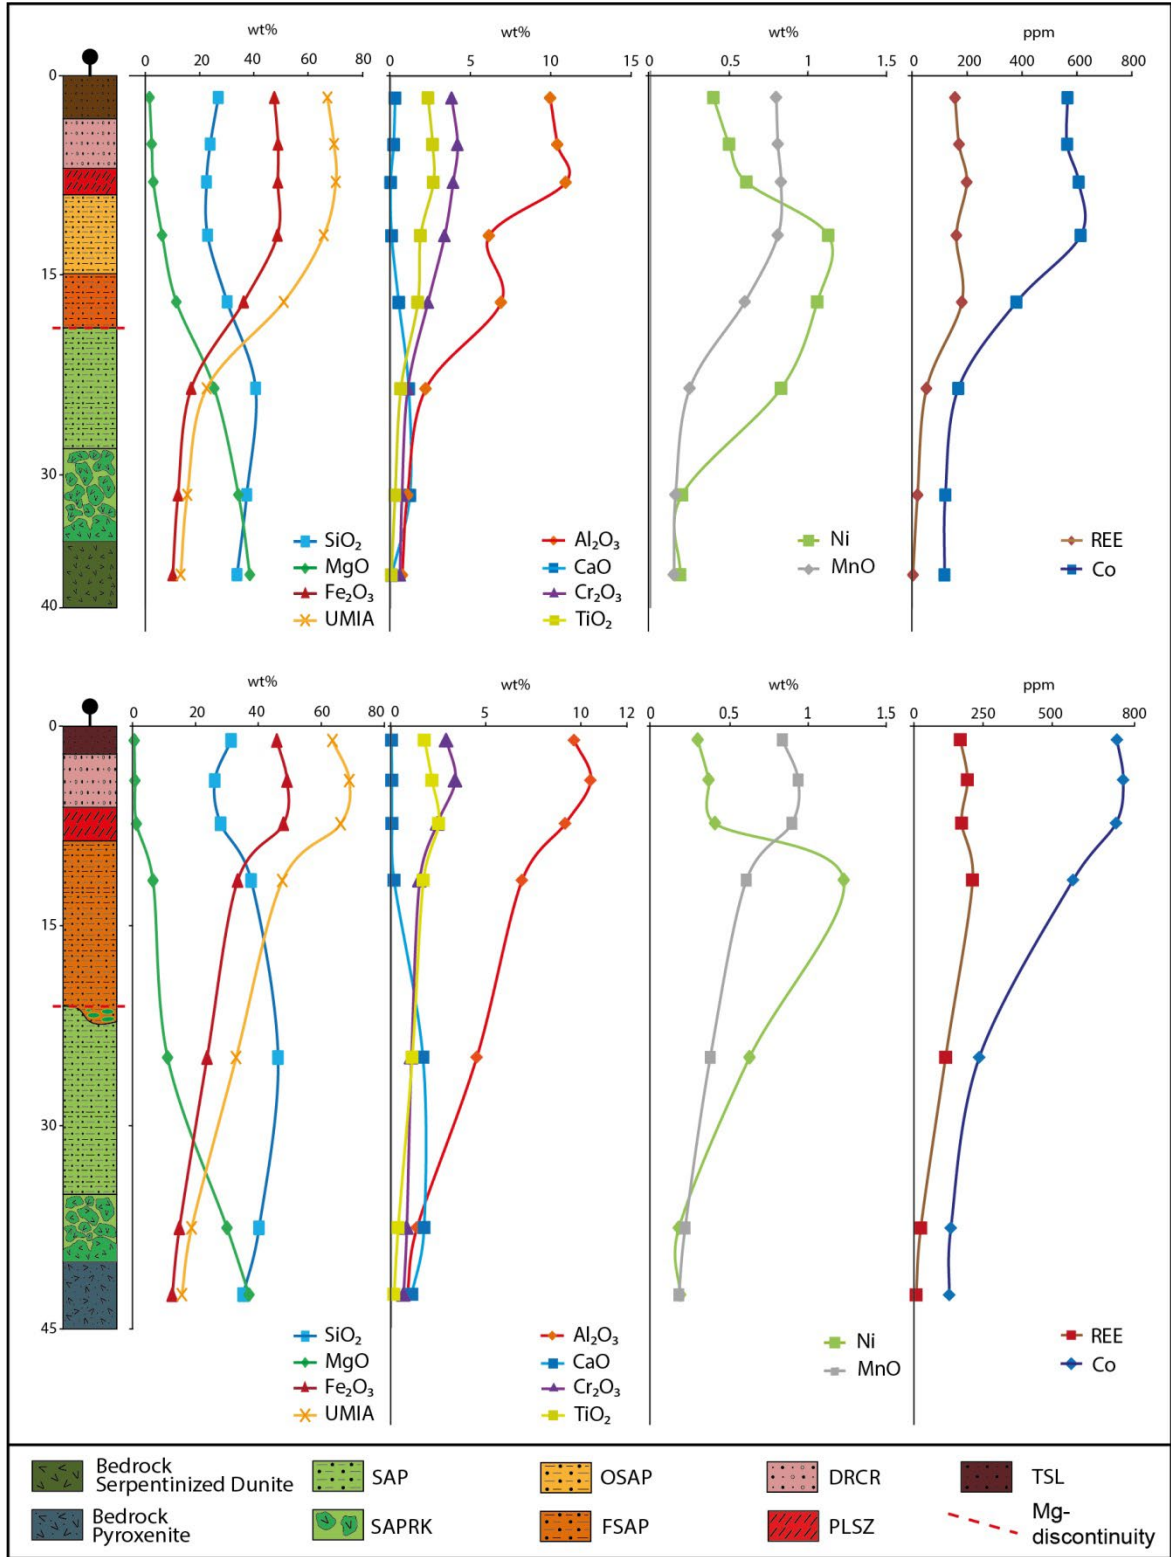 wt% wt% wt% ppm
0 20 40 60 80 0 5 10 15 0 0.5 1 1.5 0 200 400 600 800
0
15
30
40
SiO₂ Al₂O₃ Ni REE
MgO CaO MnO Co
Fe₂O₃ Cr₂O₃
UMIA TiO₂
wt% wt% wt% ppm
0 20 40 60 80 0 5 10 12 0 0.5 1 1.5 0 250 500 800
0
15
30
45
SiO₂ Al₂O₃ Ni REE
MgO CaO MnO Co
Fe₂O₃ Cr₂O₃
UMIA TiO₂
Bedrock
Serpentinized Dunite
SAP
OSAP
DRCR
TSL
Bedrock
Pyroxenite
SAPRK
FSAP
PLSZ
Mg-
discontinuity